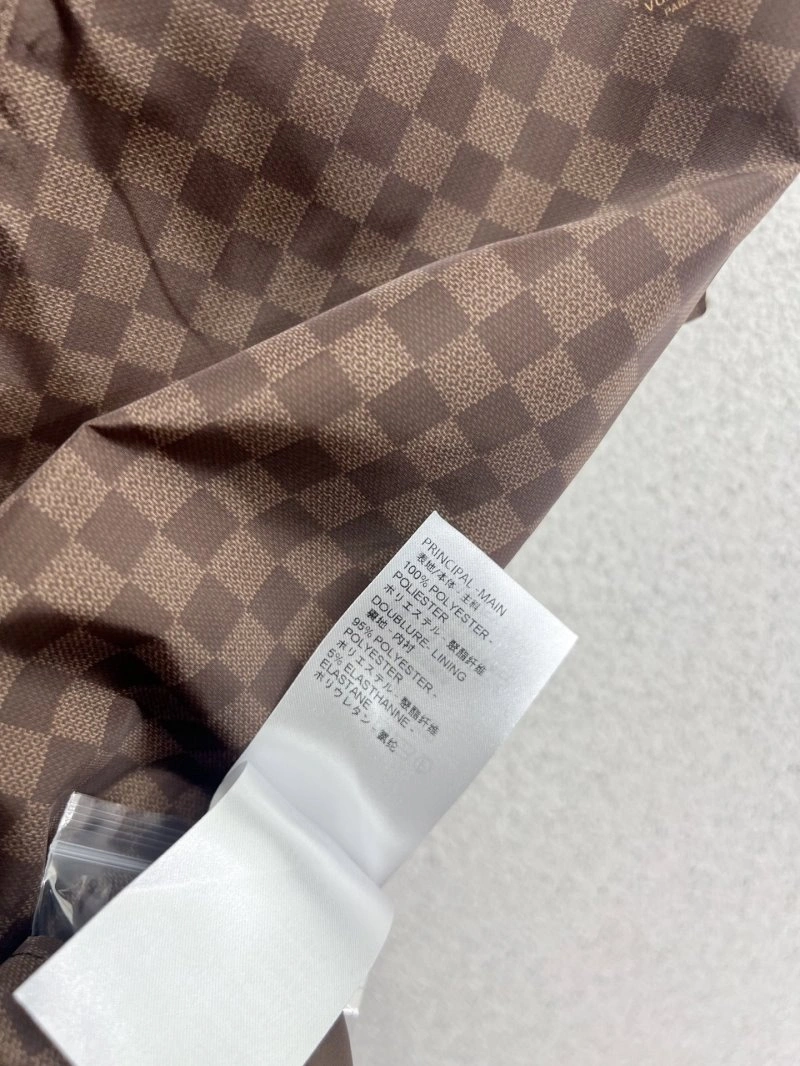 PRINCIPAL -MAIN
表地/本体 - 主料
100% POLYESTER -
POLIESTER
ポリエステル - 聚酯纤维
DOUBLURE- LINING
裏地 - 内衬
95% POLYESTER -
POLYESTER
ポリエステル - 聚酯纤维
5% ELASTHANNE -
ELASTANE
ポリウレタン - 氨纶